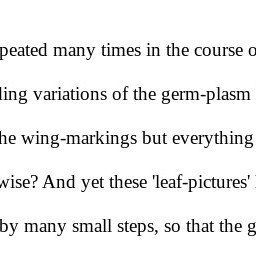 peated many times in the course o
ling variations of the germ-plasm
he wing-markings but everything
wise? And yet these 'leaf-pictures'
by many small steps, so that the g